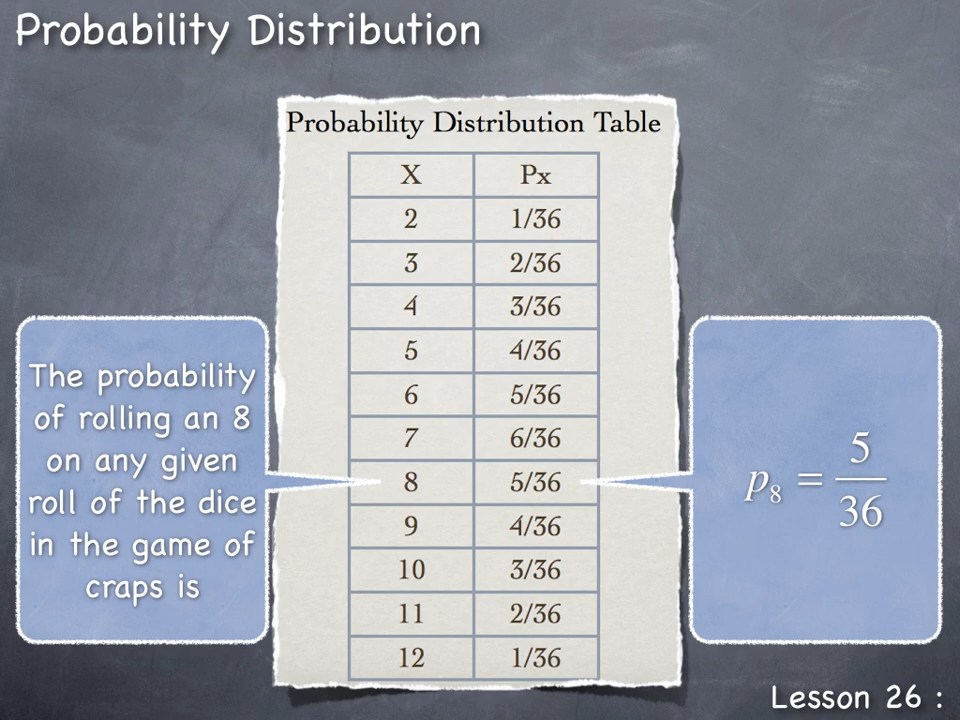 Probability Distribution
Probability Distribution Table
X Px
2 1/36
3 2/36
4 3/36
5 4/36
6 5/36
7 6/36
8 5/36
9 4/36
10 3/36
11 2/36
12 1/36
The probability
of rolling an 8
on any given
roll of the dice
in the game of
craps is
p₈ = 5/36
Lesson 26 :